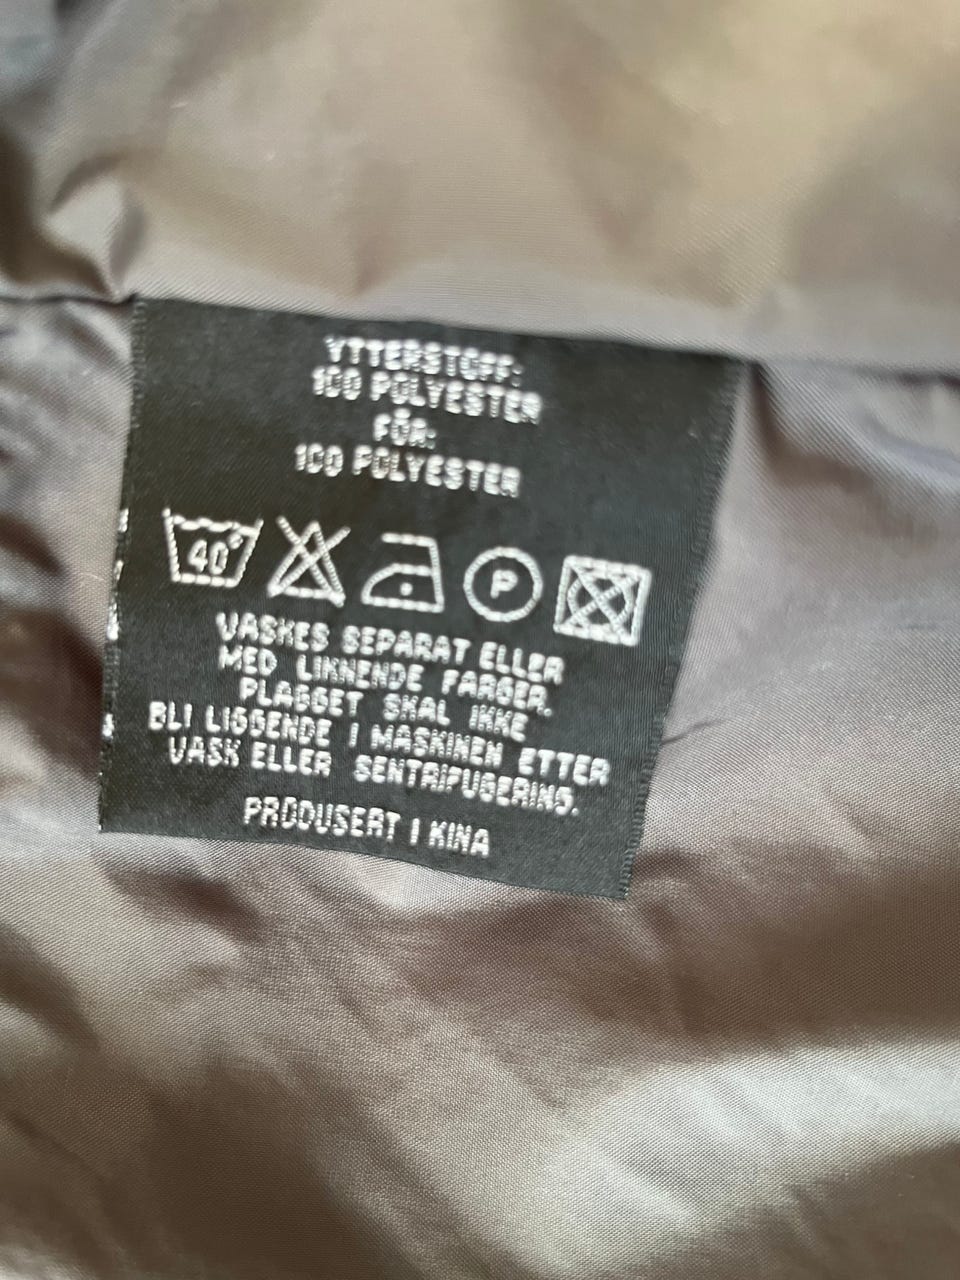 YTTERSTOFF:
100 POLYESTER
FÔR:
100 POLYESTER
40° P
VASKES SEPARAT ELLER
MED LIKNENDE FARGER.
PLAGGET SKAL IKKE
BLI LIGGENDE I MASKINEN ETTER
VASK ELLER SENTRIFUGERING.
PRODUSERT I KINA